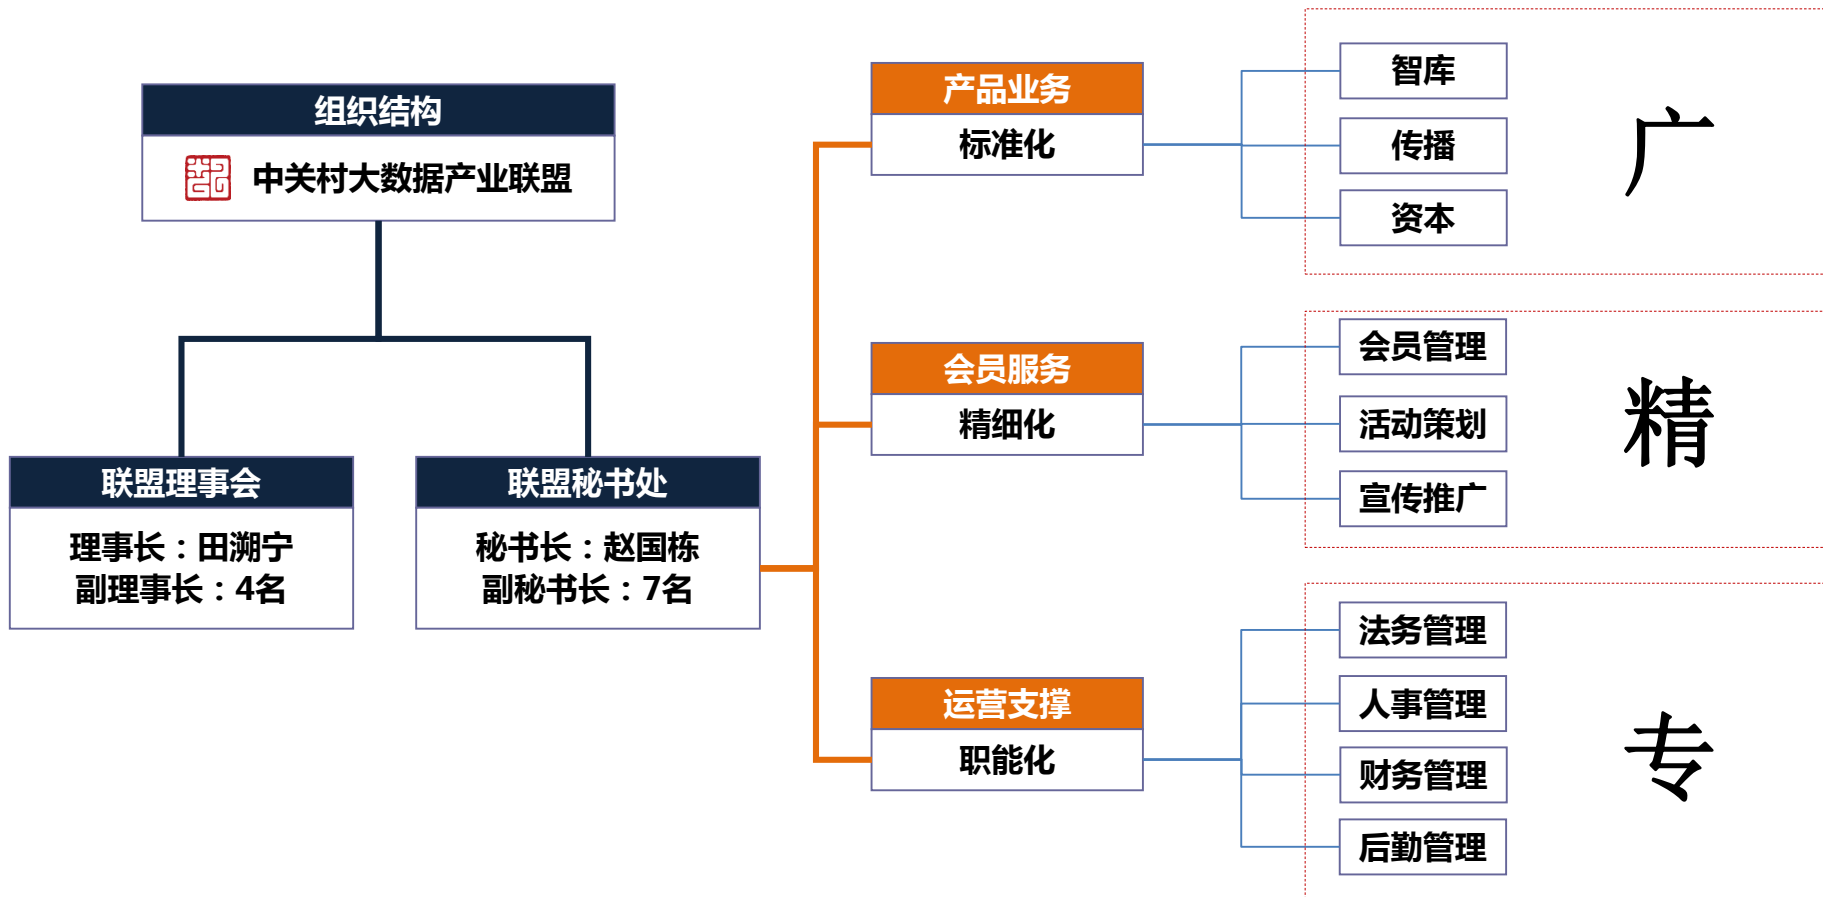 组织结构
中关村大数据产业联盟
联盟理事会
理事长：田溯宁
副理事长：4名
联盟秘书处
秘书长：赵国栋
副秘书长：7名
产品业务
标准化
智库
传播
资本
广
会员服务
精细化
会员管理
活动策划
宣传推广
精
运营支撑
职能化
法务管理
人事管理
财务管理
后勤管理
专